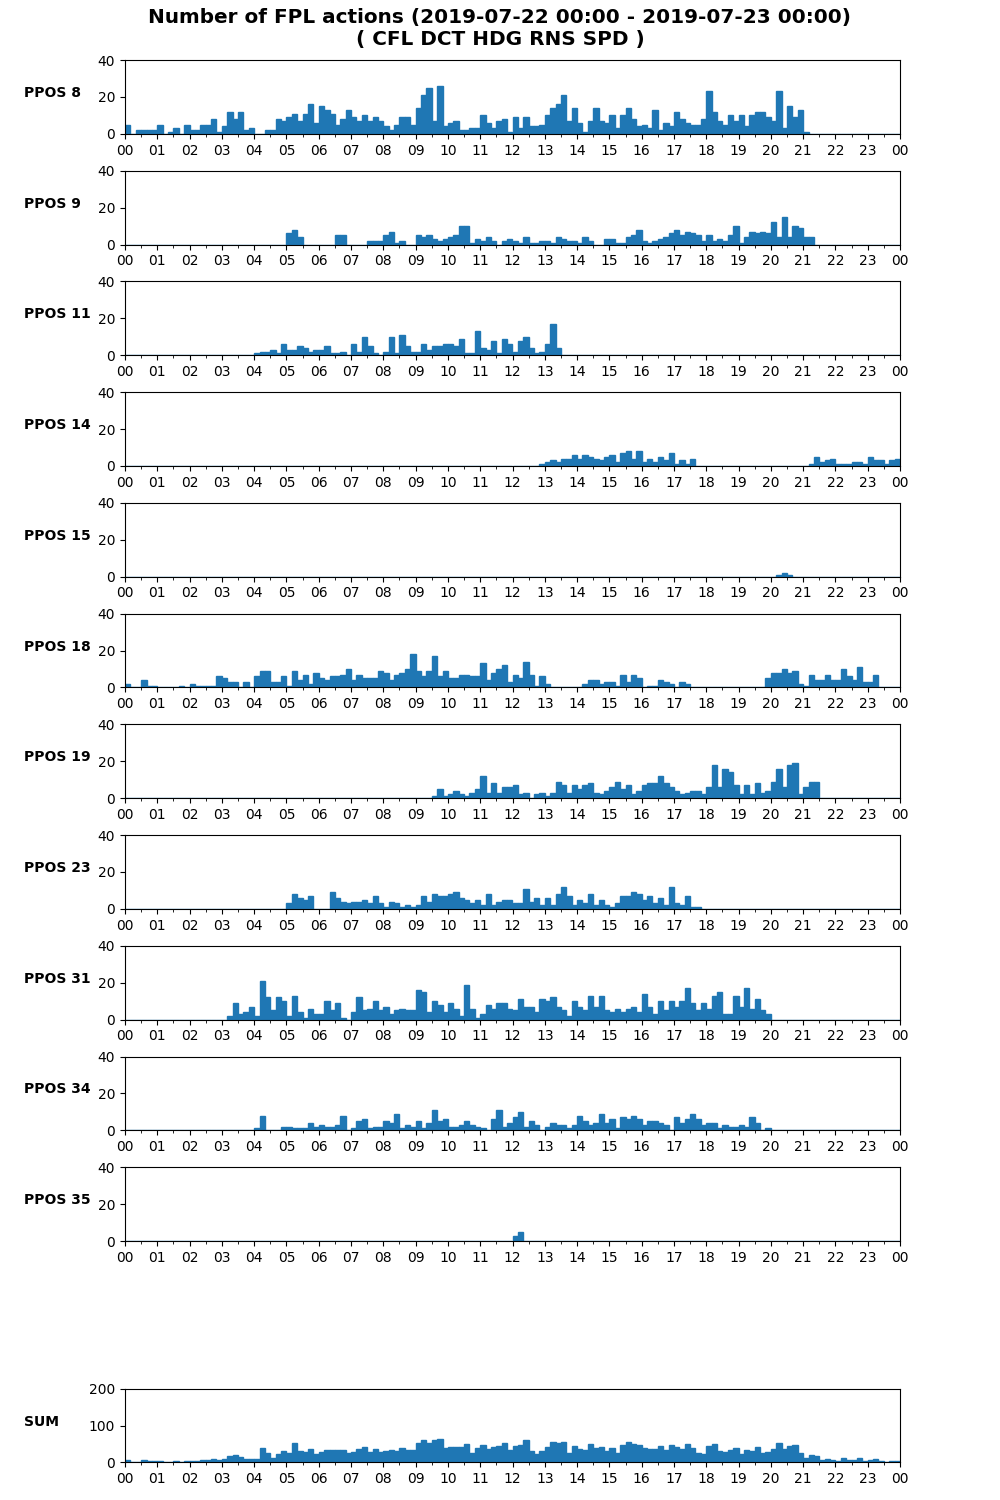 Number of FPL actions (2019-07-22 00:00 - 2019-07-23 00:00)
( CFL DCT HDG RNS SPD )
40
PPOS 8
20
0
00 01 02 03 04 05 06 07 08 09 10 11 12 13 14 15 16 17 18 19 20 21 22 23 00
40
PPOS 9
20
0
00 01 02 03 04 05 06 07 08 09 10 11 12 13 14 15 16 17 18 19 20 21 22 23 00
40
PPOS 11
20
0
00 01 02 03 04 05 06 07 08 09 10 11 12 13 14 15 16 17 18 19 20 21 22 23 00
40
PPOS 14
20
0
00 01 02 03 04 05 06 07 08 09 10 11 12 13 14 15 16 17 18 19 20 21 22 23 00
40
PPOS 15
20
0
00 01 02 03 04 05 06 07 08 09 10 11 12 13 14 15 16 17 18 19 20 21 22 23 00
40
PPOS 18
20
0
00 01 02 03 04 05 06 07 08 09 10 11 12 13 14 15 16 17 18 19 20 21 22 23 00
40
PPOS 19
20
0
00 01 02 03 04 05 06 07 08 09 10 11 12 13 14 15 16 17 18 19 20 21 22 23 00
40
PPOS 23
20
0
00 01 02 03 04 05 06 07 08 09 10 11 12 13 14 15 16 17 18 19 20 21 22 23 00
40
PPOS 31
20
0
00 01 02 03 04 05 06 07 08 09 10 11 12 13 14 15 16 17 18 19 20 21 22 23 00
40
PPOS 34
20
0
00 01 02 03 04 05 06 07 08 09 10 11 12 13 14 15 16 17 18 19 20 21 22 23 00
40
PPOS 35
20
0
00 01 02 03 04 05 06 07 08 09 10 11 12 13 14 15 16 17 18 19 20 21 22 23 00
200
SUM
100
0
00 01 02 03 04 05 06 07 08 09 10 11 12 13 14 15 16 17 18 19 20 21 22 23 00